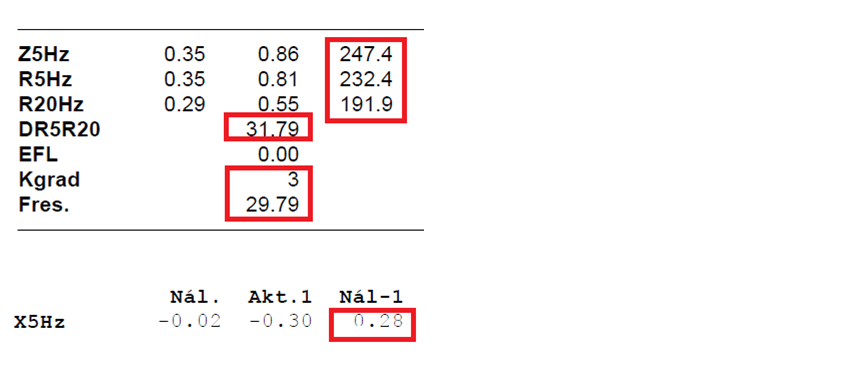 Z5Hz 0.35 0.86 247.4
R5Hz 0.35 0.81 232.4
R20Hz 0.29 0.55 191.9
DR5R20 31.79
EFL 0.00
Kgrad 3
Fres. 29.79
Nál. Akt.1 Nál-1
X5Hz -0.02 -0.30 0.28